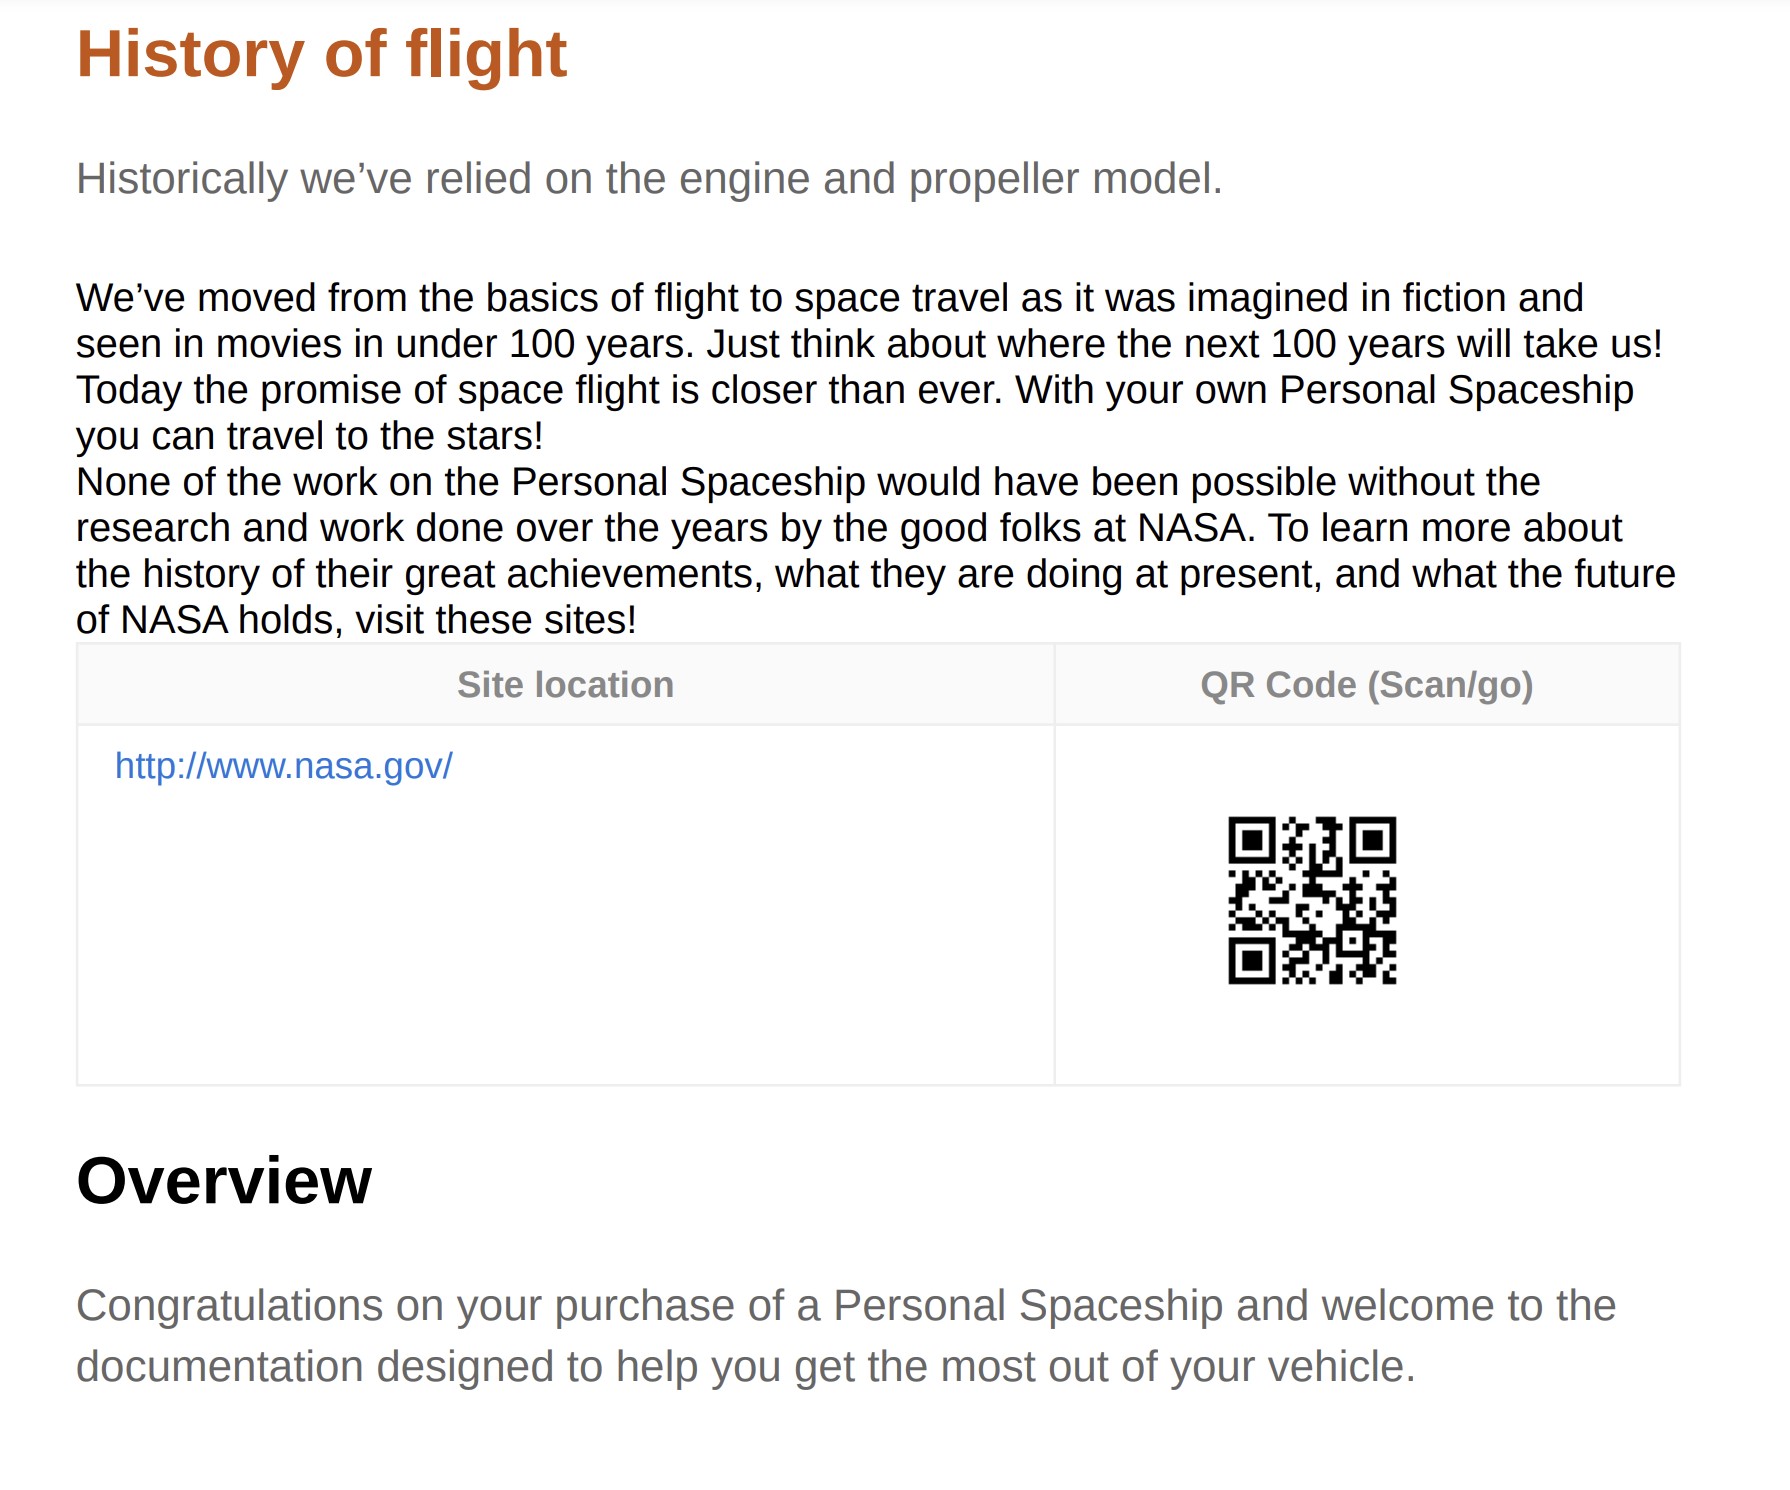 History of flight
Historically we’ve relied on the engine and propeller model.
We’ve moved from the basics of flight to space travel as it was imagined in fiction and
seen in movies in under 100 years. Just think about where the next 100 years will take us!
Today the promise of space flight is closer than ever. With your own Personal Spaceship
you can travel to the stars!
None of the work on the Personal Spaceship would have been possible without the
research and work done over the years by the good folks at NASA. To learn more about
the history of their great achievements, what they are doing at present, and what the future
of NASA holds, visit these sites!
Site location QR Code (Scan/go)
http://www.nasa.gov/
Overview
Congratulations on your purchase of a Personal Spaceship and welcome to the
documentation designed to help you get the most out of your vehicle.